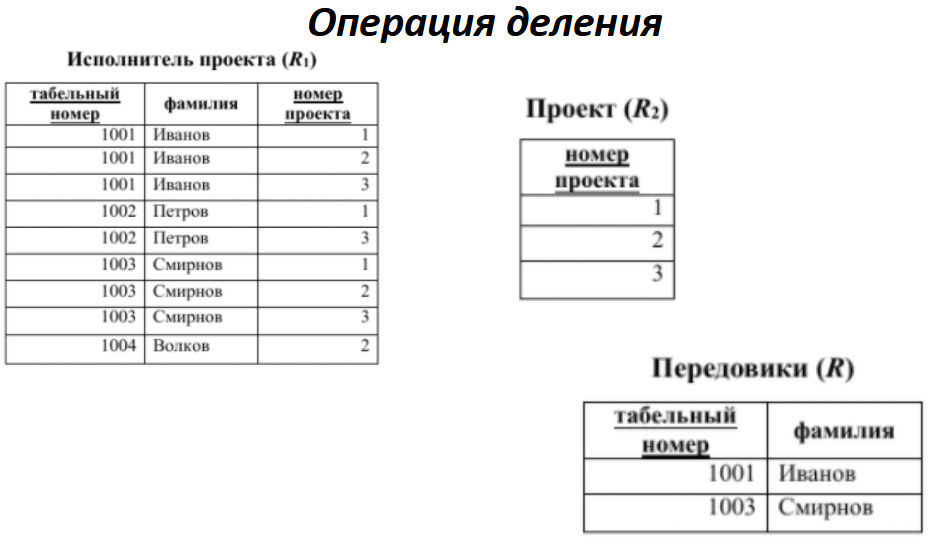 Операция деления
Исполнитель проекта (R1)
табельный номер фамилия номер проекта
1001 Иванов 1
1001 Иванов 2
1001 Иванов 3
1002 Петров 1
1002 Петров 3
1003 Смирнов 1
1003 Смирнов 2
1003 Смирнов 3
1004 Волков 2
Проект (R2)
номер
проекта
1
2
3
Передовики (R)
табельный номер фамилия
1001 Иванов
1003 Смирнов